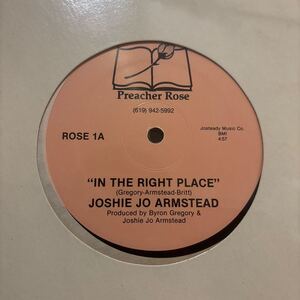 Preacher Rose
(619) 942-5992
ROSE 1A
Josteady Music Co.
BMI
4:57
"IN THE RIGHT PLACE"
(Gregory-Armstead-Britt)
JOSHIE JO ARMSTEAD
Produced by Byron Gregory &
Joshie Jo Armstead